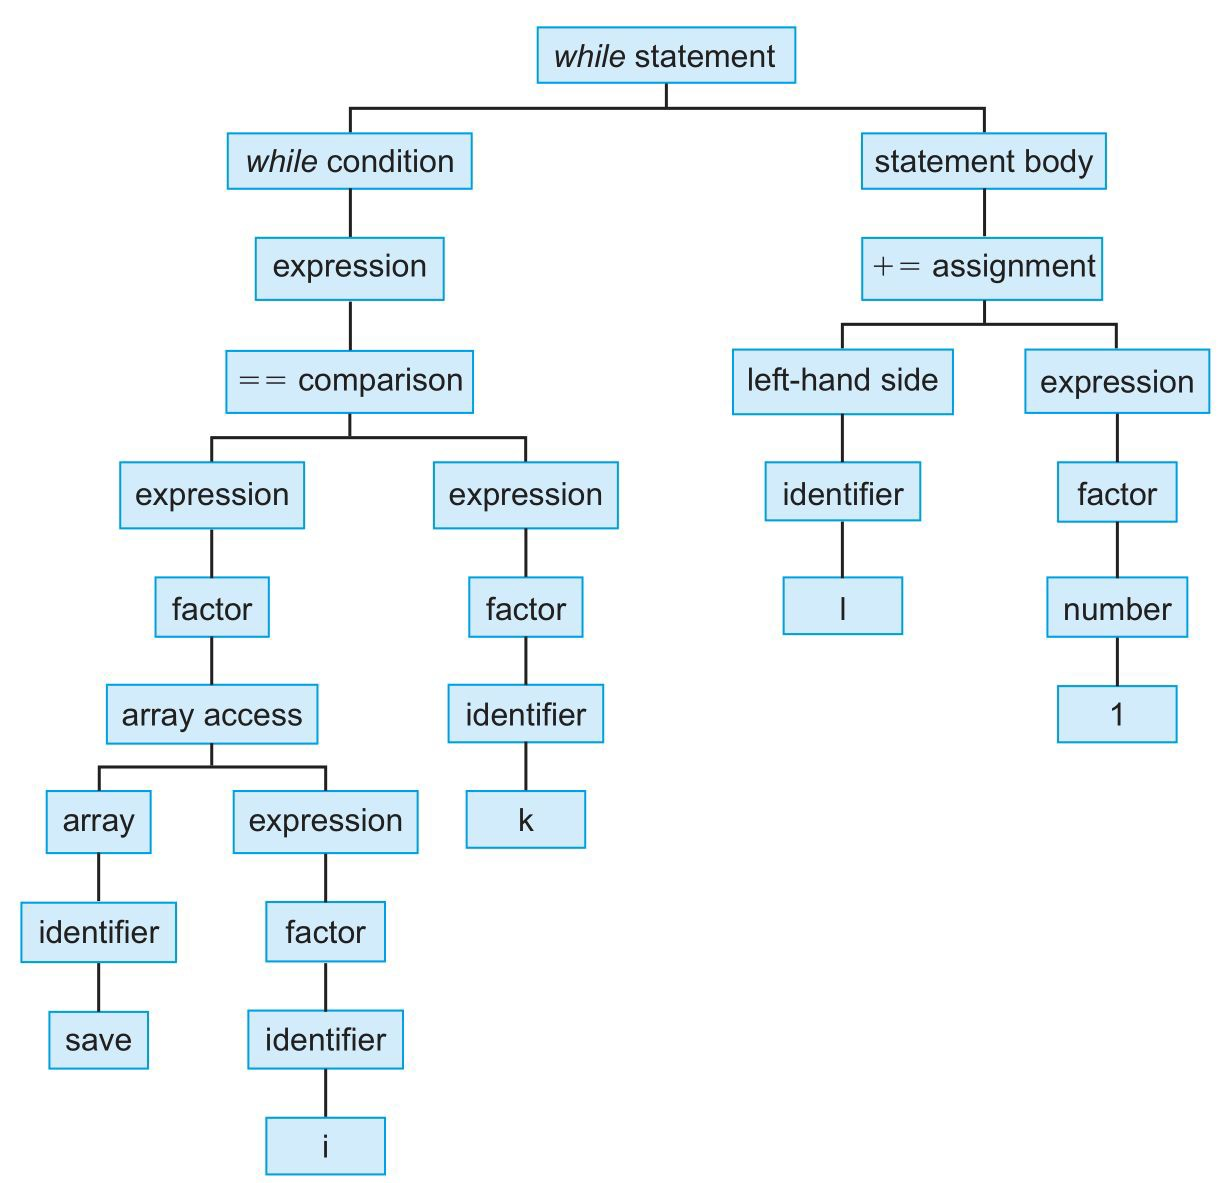 while statement
while condition
statement body
expression
+= assignment
== comparison
left-hand side
expression
expression
expression
identifier
factor
factor
factor
I
number
array access
identifier
1
array
expression
k
identifier
factor
save
identifier
i